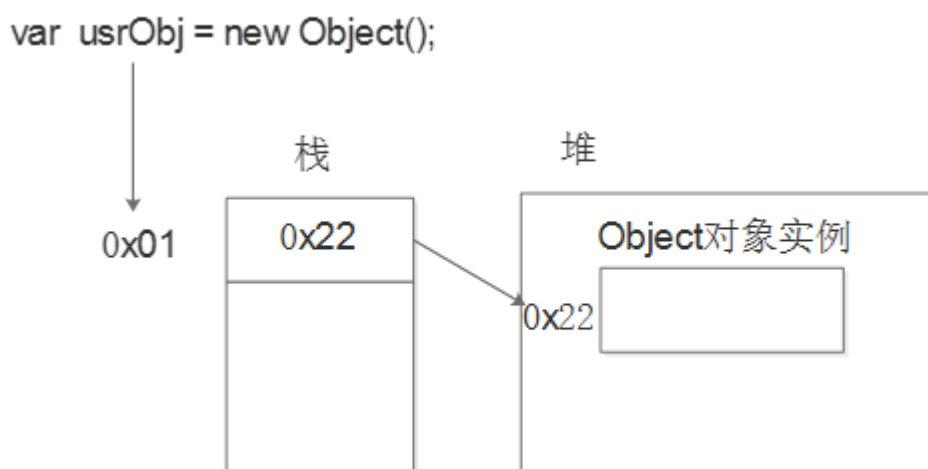 var usrObj = new Object();
栈
堆
0x01
0x22
Object对象实例
0x22